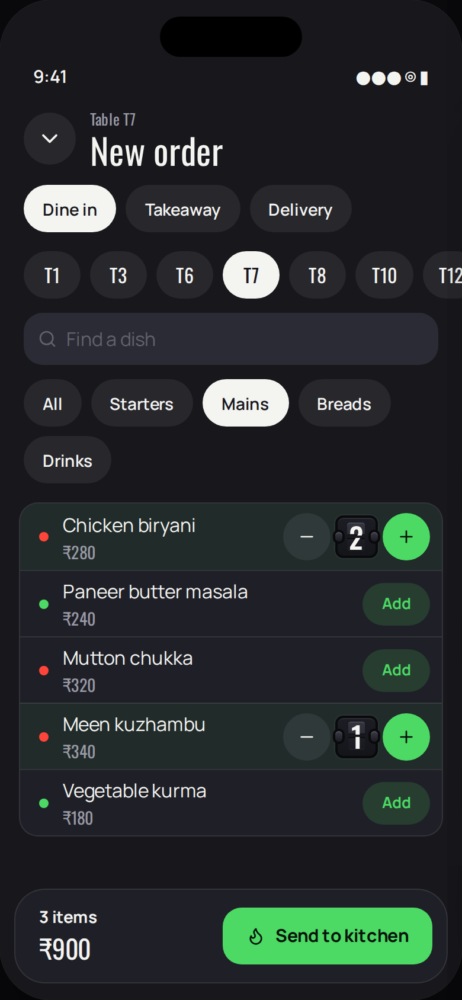 9:41
Table T7
New order
Dine in Takeaway Delivery
T1 T3 T6 T7 T8 T10 T12
Find a dish
All Starters Mains Breads
Drinks
Chicken biryani
₹280
− 2 +
Paneer butter masala
₹240
Add
Mutton chukka
₹320
Add
Meen kuzhambu
₹340
− 1 +
Vegetable kurma
₹180
Add
3 items
₹900
Send to kitchen